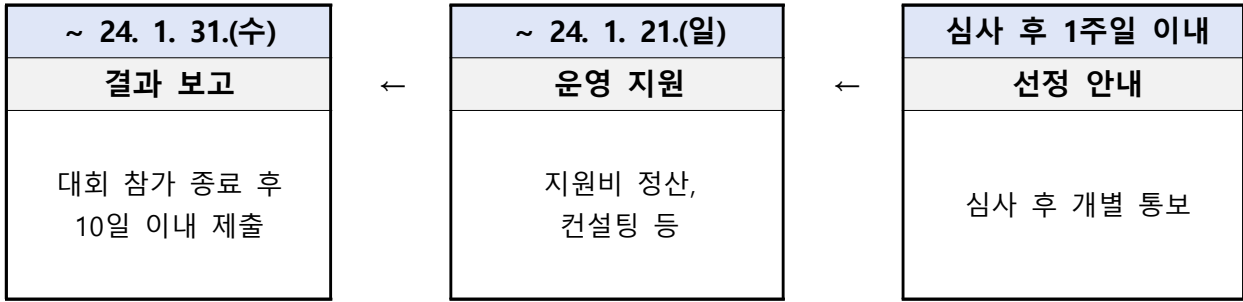 ~ 24. 1. 31.(수)
결과 보고
대회 참가 종료 후
10일 이내 제출
←
~ 24. 1. 21.(일)
운영 지원
지원비 정산,
컨설팅 등
←
심사 후 1주일 이내
선정 안내
심사 후 개별 통보